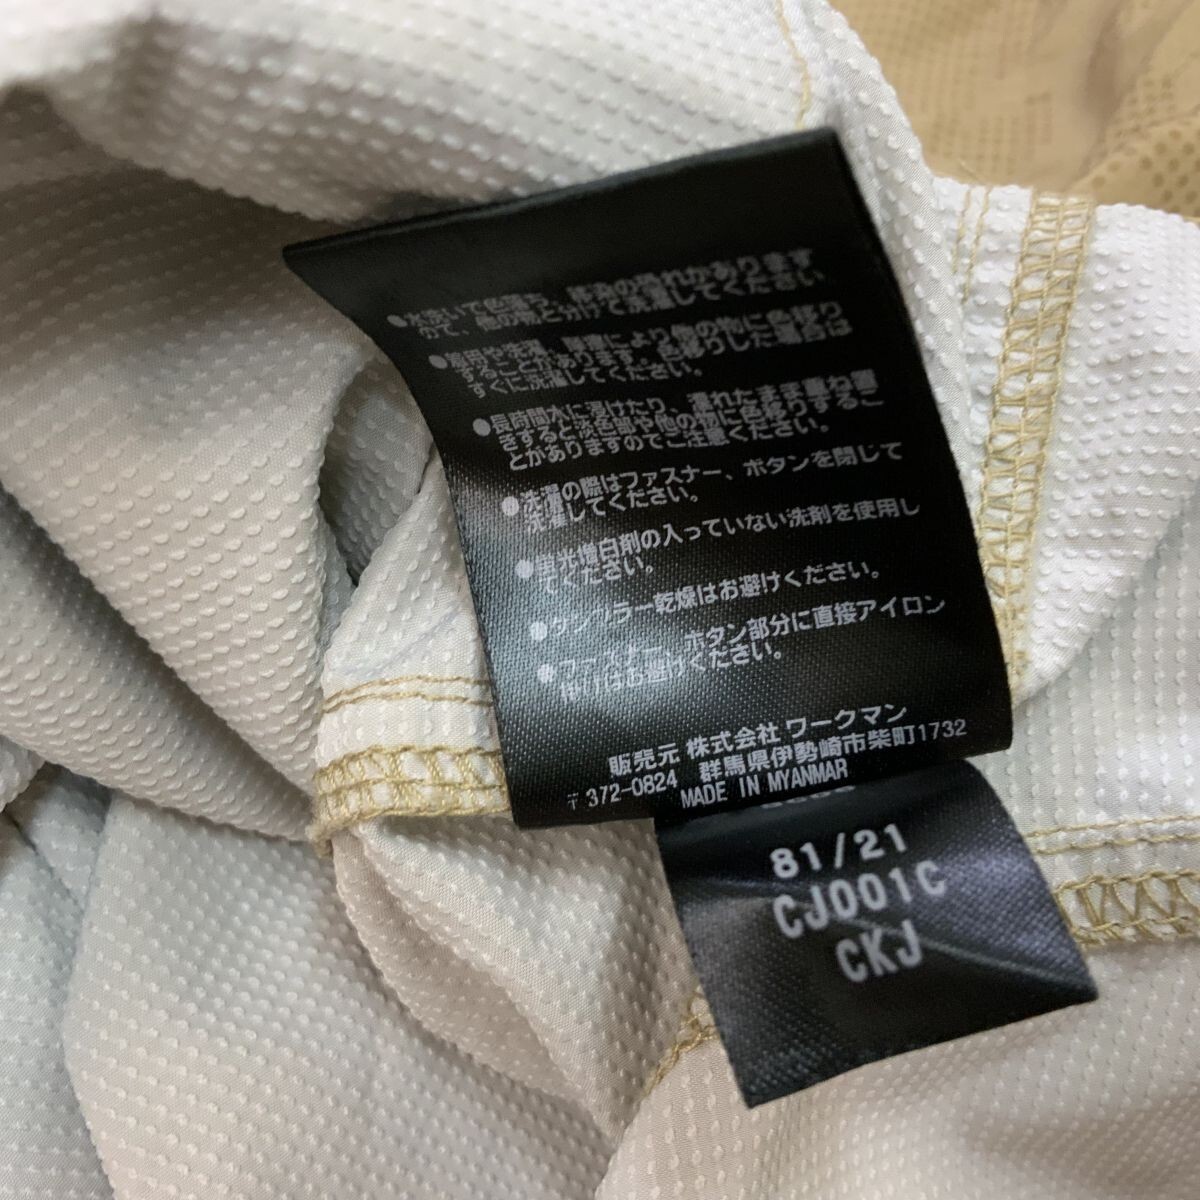 ●水洗いで色落ち、移染の恐れがあります
ので、他の物と分けて洗濯してください。
●着用や洗濯、摩擦により他の物に色移り
することがあります。色移りした場合は
すぐに洗濯してください。
●長時間水に浸けたり、濡れたまま重ね置
きすると淡色部や他の物に色移りするこ
とがありますのでご注意ください。
●洗濯の際はファスナー、ボタンを閉じて
洗濯してください。
●蛍光増白剤の入っていない洗剤を使用し
てください。
●タンブラー乾燥はお避けください。
●ファスナー、ボタン部分に直接アイロン
掛けはお避けください。
販売元 株式会社 ワークマン
〒372-0824 群馬県伊勢崎市柴町1732
MADE IN MYANMAR
81/21
CJ001C
CKJ